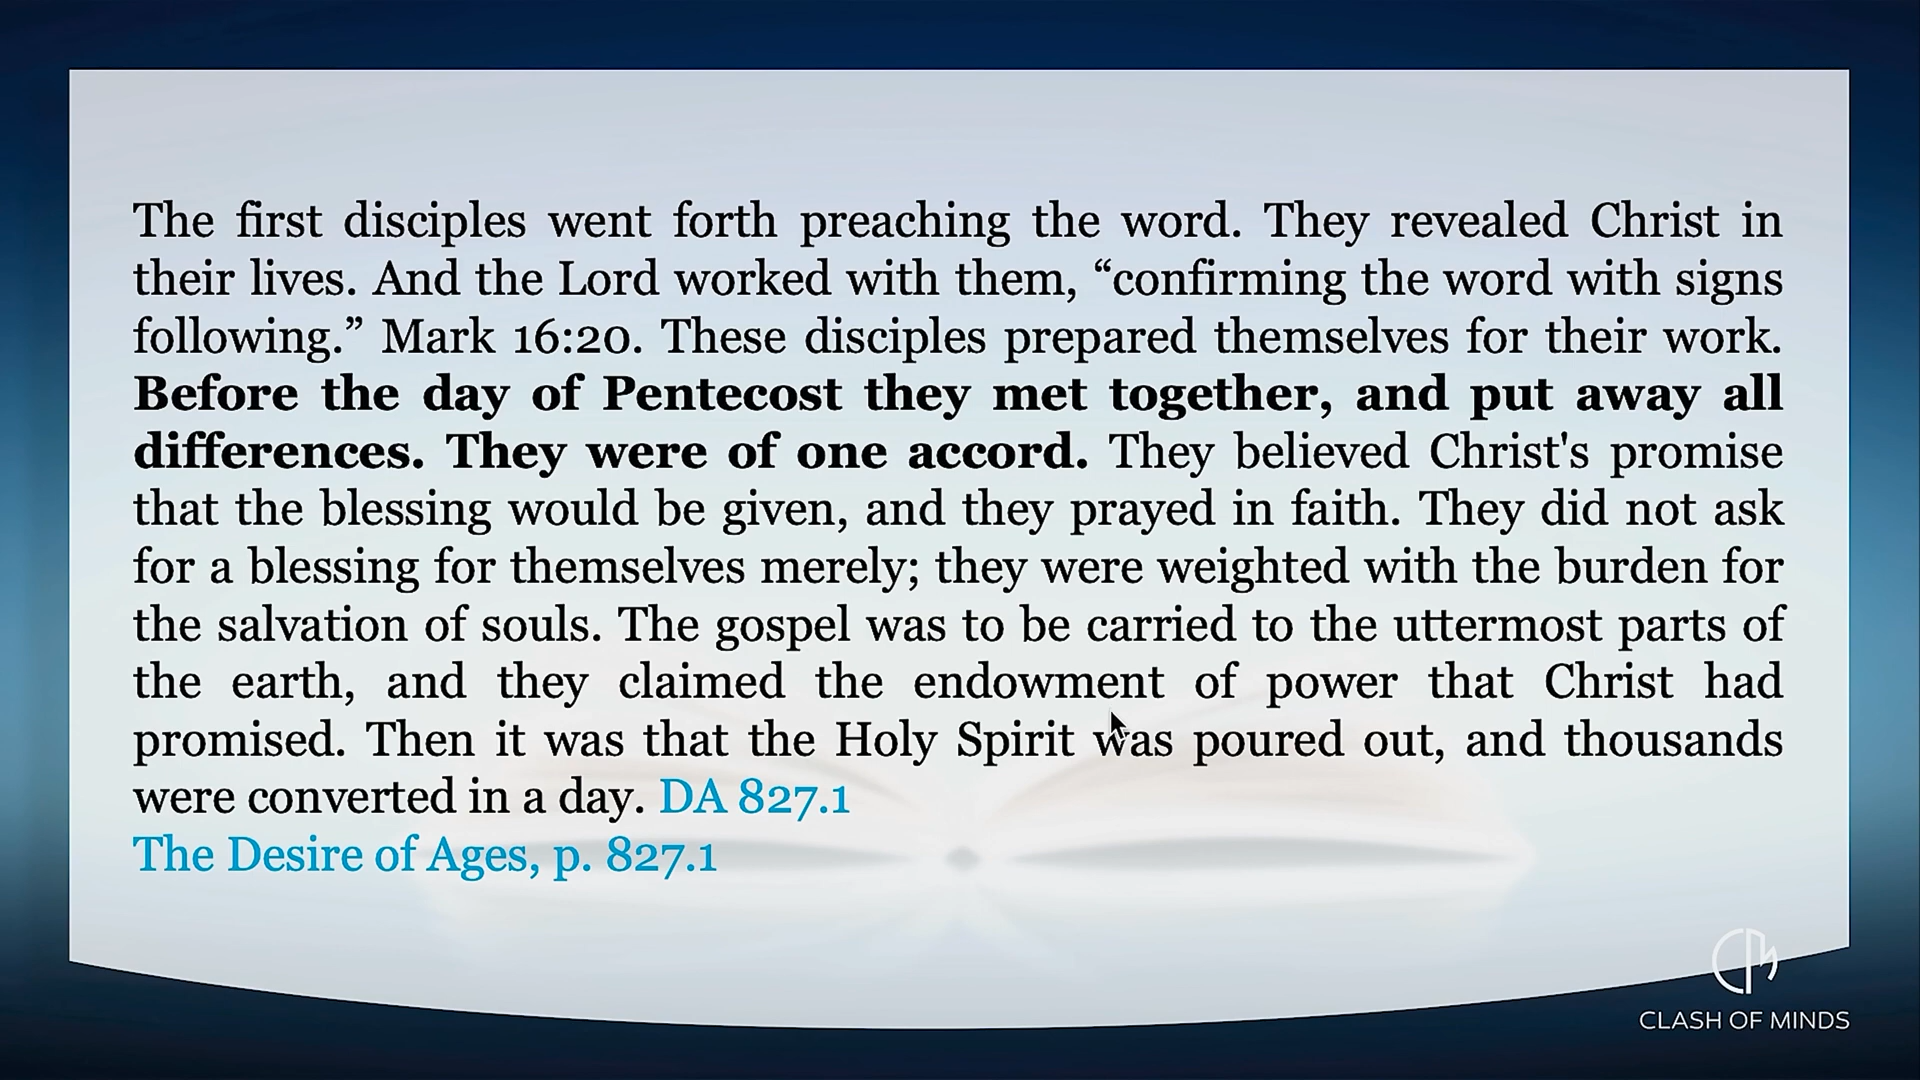 The first disciples went forth preaching the word. They revealed Christ in
their lives. And the Lord worked with them, “confirming the word with signs
following.” Mark 16:20. These disciples prepared themselves for their work.
Before the day of Pentecost they met together, and put away all
differences. They were of one accord. They believed Christ's promise
that the blessing would be given, and they prayed in faith. They did not ask
for a blessing for themselves merely; they were weighted with the burden for
the salvation of souls. The gospel was to be carried to the uttermost parts of
the earth, and they claimed the endowment of power that Christ had
promised. Then it was that the Holy Spirit was poured out, and thousands
were converted in a day. DA 827.1
The Desire of Ages, p. 827.1
CLASH OF MINDS